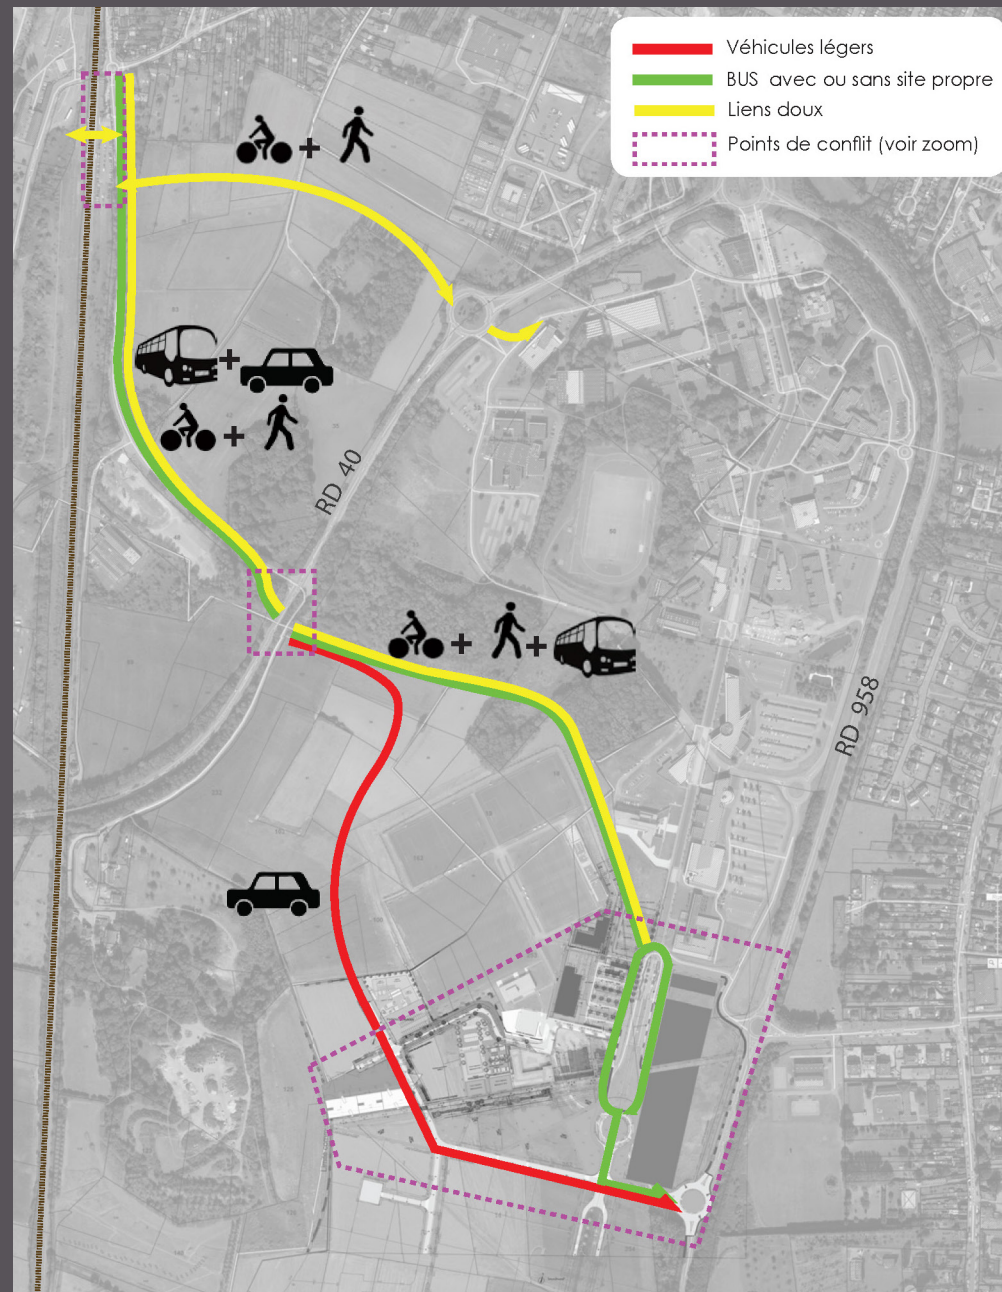 Véhicules légers
BUS avec ou sans site propre
Liens doux
Points de conflit (voir zoom)
+
+
+
RD 40
+
+
RD 958